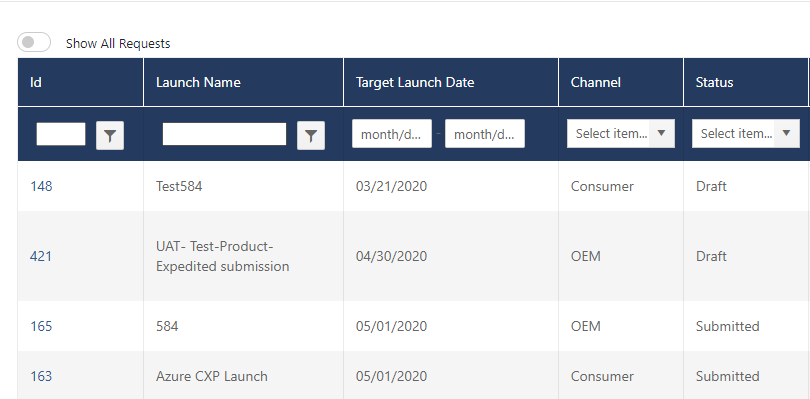 Show All Requests
Id Launch Name Target Launch Date Channel Status
month/d... - month/d... Select item... Select item...
148 Test584 03/21/2020 Consumer Draft
UAT- Test-Product-
421 04/30/2020 OEM Draft
Expedited submission
165 584 05/01/2020 OEM Submitted
163 Azure CXP Launch 05/01/2020 Consumer Submitted